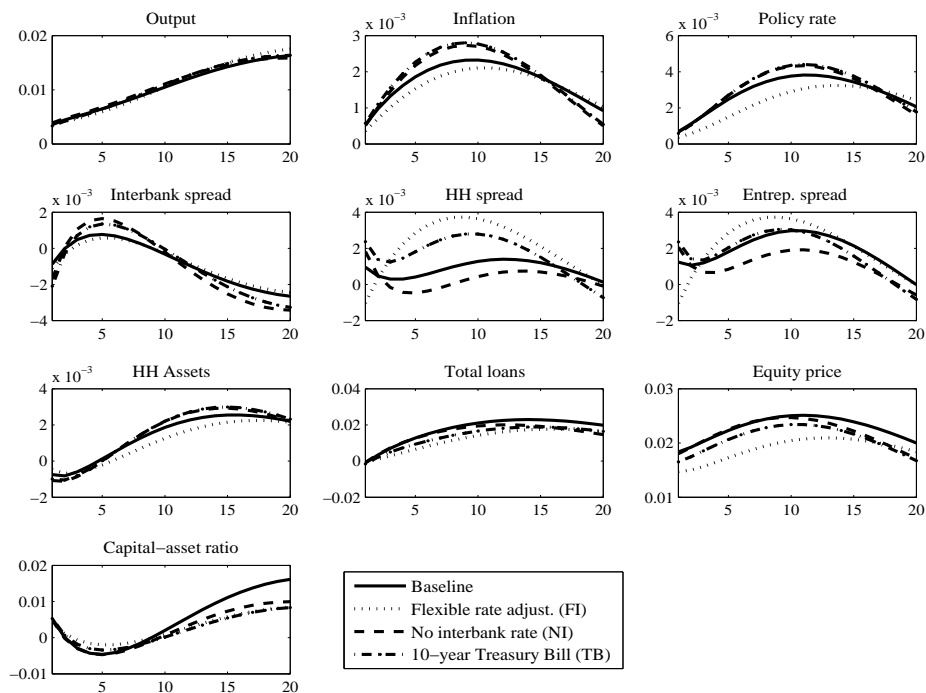 Output
0.02
0.01
0
5 10 15 20
x 10⁻³ Inflation
3
2
1
0
5 10 15 20
x 10⁻³ Policy rate
6
4
2
0
5 10 15 20
x 10⁻³ Interbank spread
2
0
−2
−4
5 10 15 20
x 10⁻³ HH spread
4
2
0
−2
5 10 15 20
x 10⁻³ Entrep. spread
4
2
0
−2
5 10 15 20
x 10⁻³ HH Assets
4
2
0
−2
5 10 15 20
Total loans
0.04
0.02
0
−0.02
5 10 15 20
Equity price
0.03
0.02
0.01
5 10 15 20
Capital−asset ratio
0.02
0.01
0
−0.01
5 10 15 20
Baseline
Flexible rate adjust. (FI)
No interbank rate (NI)
10−year Treasury Bill (TB)